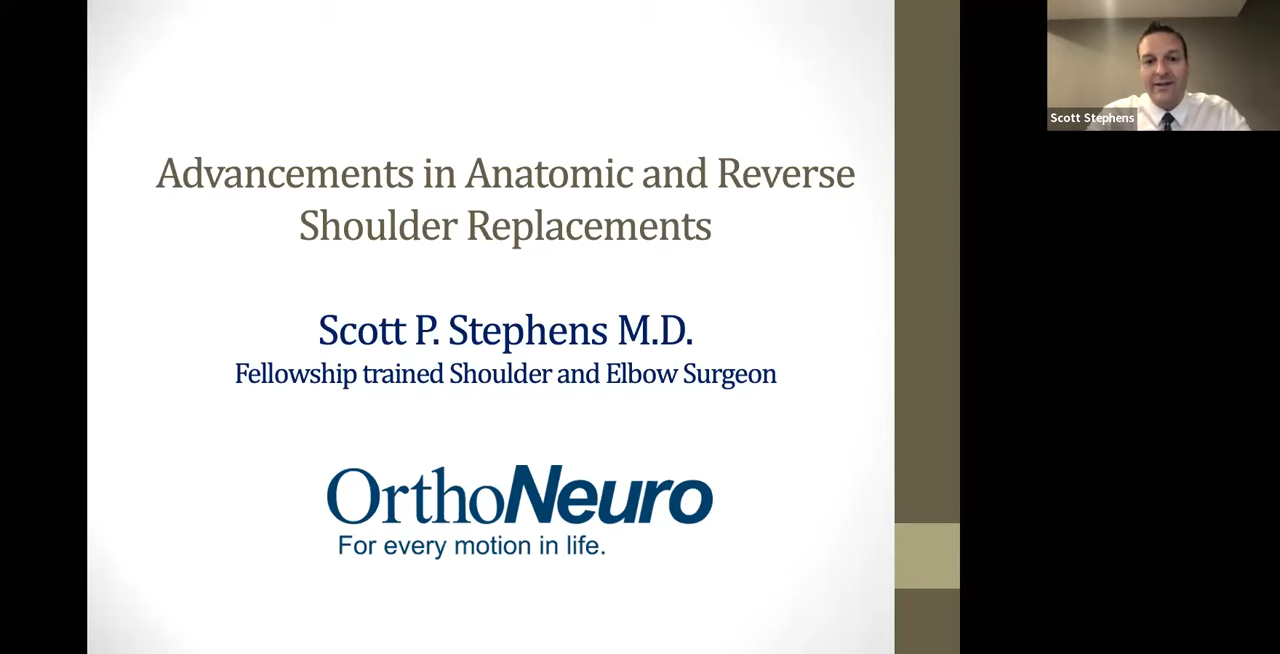 Advancements in Anatomic and Reverse
Shoulder Replacements
Scott P. Stephens M.D.
Fellowship trained Shoulder and Elbow Surgeon
OrthoNeuro
For every motion in life.
Scott Stephens